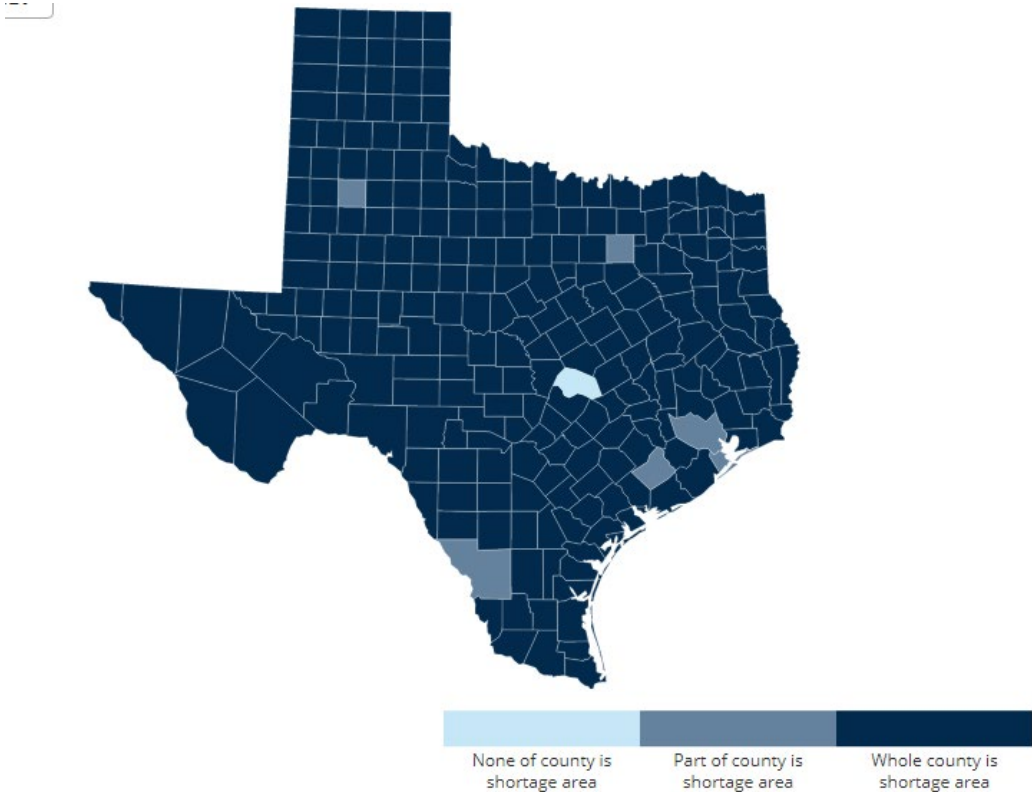 None of county is
shortage area
Part of county is
shortage area
Whole county is
shortage area